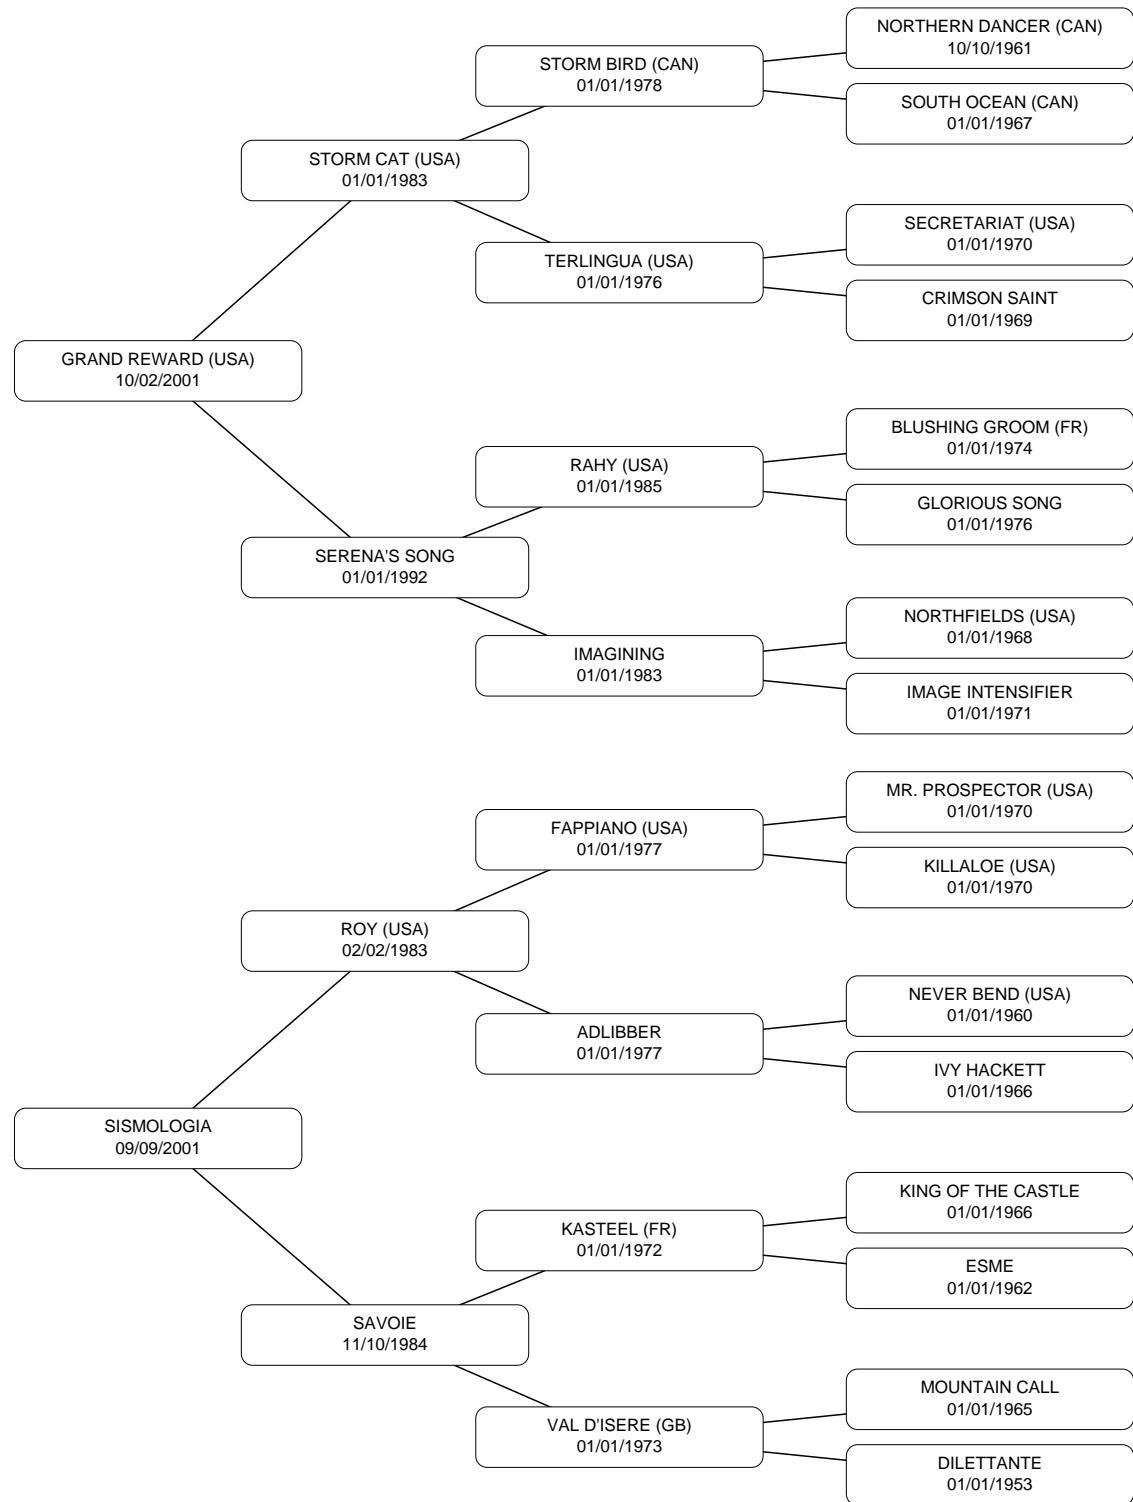 NORTHERN DANCER (CAN)
10/10/1961
STORM BIRD (CAN)
01/01/1978
SOUTH OCEAN (CAN)
01/01/1967
STORM CAT (USA)
01/01/1983
SECRETARIAT (USA)
01/01/1970
TERLINGUA (USA)
01/01/1976
CRIMSON SAINT
01/01/1969
GRAND REWARD (USA)
10/02/2001
BLUSHING GROOM (FR)
01/01/1974
RAHY (USA)
01/01/1985
GLORIOUS SONG
01/01/1976
SERENA'S SONG
01/01/1992
NORTHFIELDS (USA)
01/01/1968
IMAGINING
01/01/1983
IMAGE INTENSIFIER
01/01/1971
MR. PROSPECTOR (USA)
01/01/1970
FAPPIANO (USA)
01/01/1977
KILLALOE (USA)
01/01/1970
ROY (USA)
02/02/1983
NEVER BEND (USA)
01/01/1960
ADLIBBER
01/01/1977
IVY HACKETT
01/01/1966
SISMOLOGIA
09/09/2001
KING OF THE CASTLE
01/01/1966
KASTEEL (FR)
01/01/1972
ESME
01/01/1962
SAVOIE
11/10/1984
MOUNTAIN CALL
01/01/1965
VAL D'ISERE (GB)
01/01/1973
DILETTANTE
01/01/1953